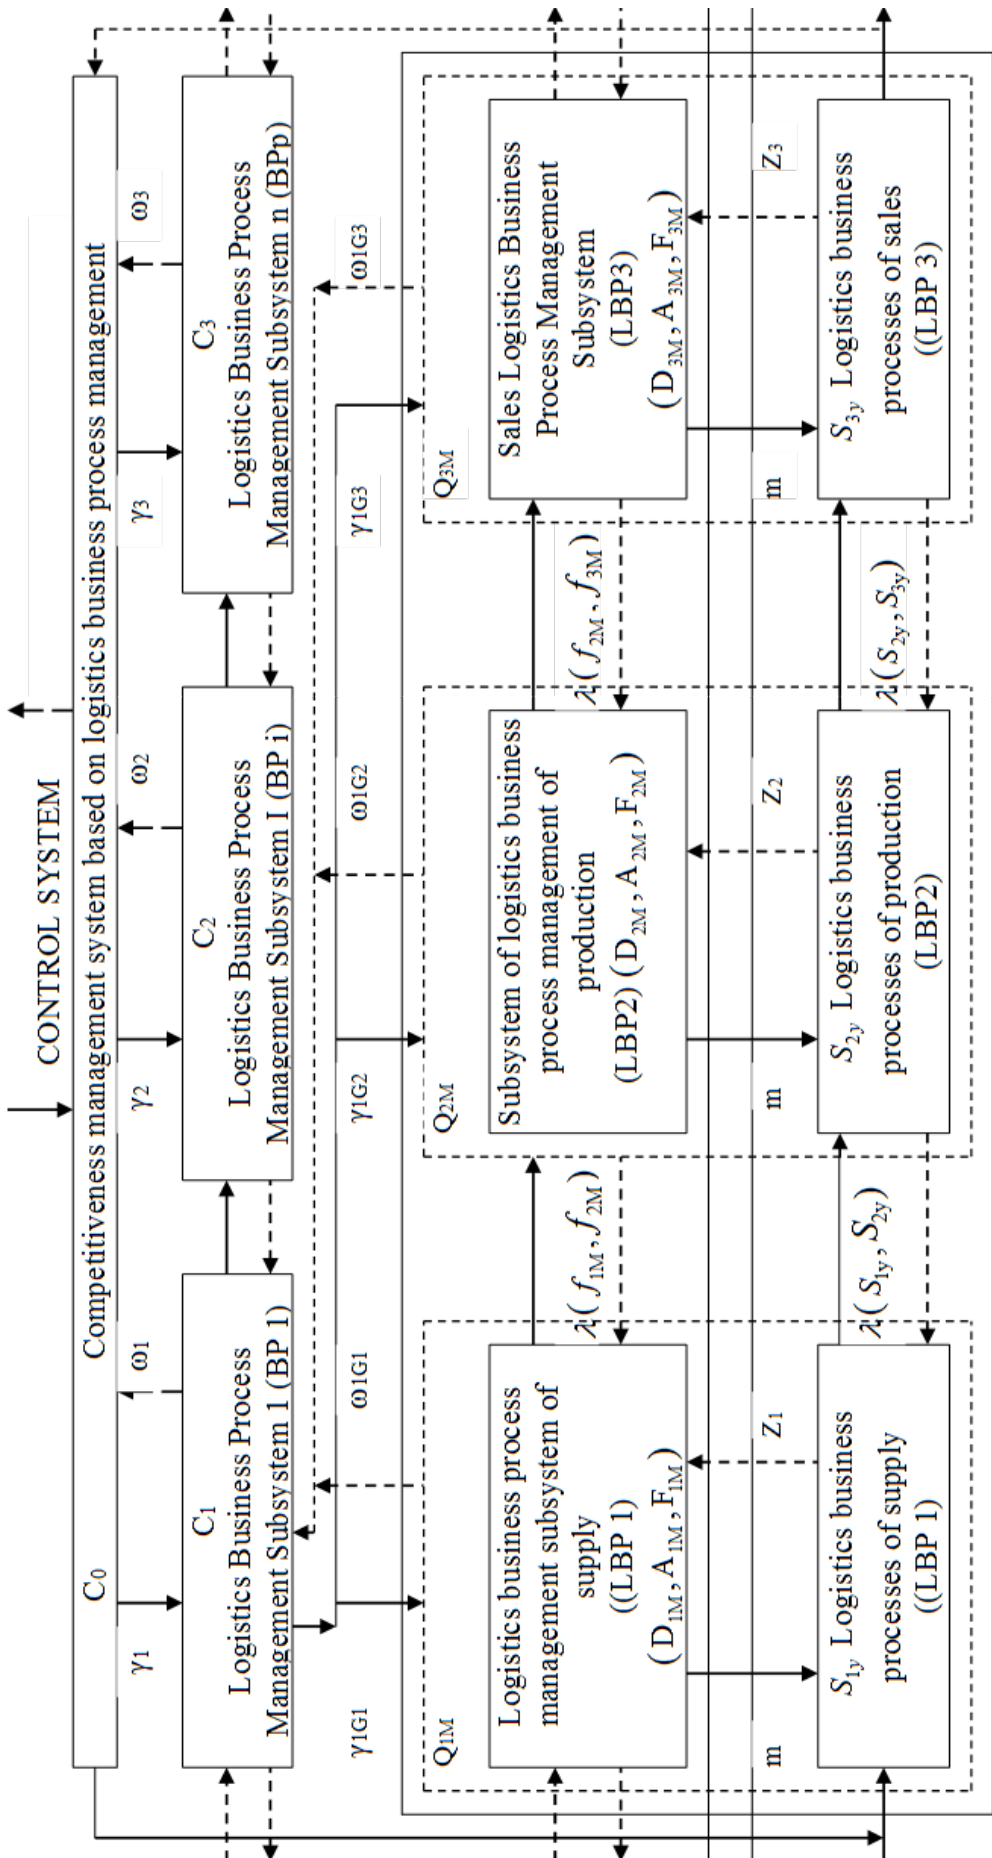 CONTROL SYSTEM
C0 Competitiveness management system based on logistics business process management
γ1
ω1
γ2
ω2
γ3
ω3
C1
Logistics Business Process
Management Subsystem 1 (BP 1)
C2
Logistics Business Process
Management Subsystem I (BP i)
C3
Logistics Business Process
Management Subsystem n (BPp)
γ1G1
ω1G1
γ1G2
ω1G2
γ1G3
ω1G3
Q1M
Logistics business process
management subsystem of
supply
((LBP 1)
(D1M, A1M, F1M)
λ(f1M, f2M)
Q2M
Subsystem of logistics business
process management of
production
(LBP2) (D2M, A2M, F2M)
λ(f2M, f3M)
Q3M
Sales Logistics Business
Process Management
Subsystem
(LBP3)
(D3M, A3M, F3M)
m
Z1
m
Z2
m
Z3
S1y Logistics business
processes of supply
((LBP 1)
λ(S1y, S2y)
S2y Logistics business
processes of production
(LBP2)
λ(S2y, S3y)
S3y Logistics business
processes of sales
((LBP 3)